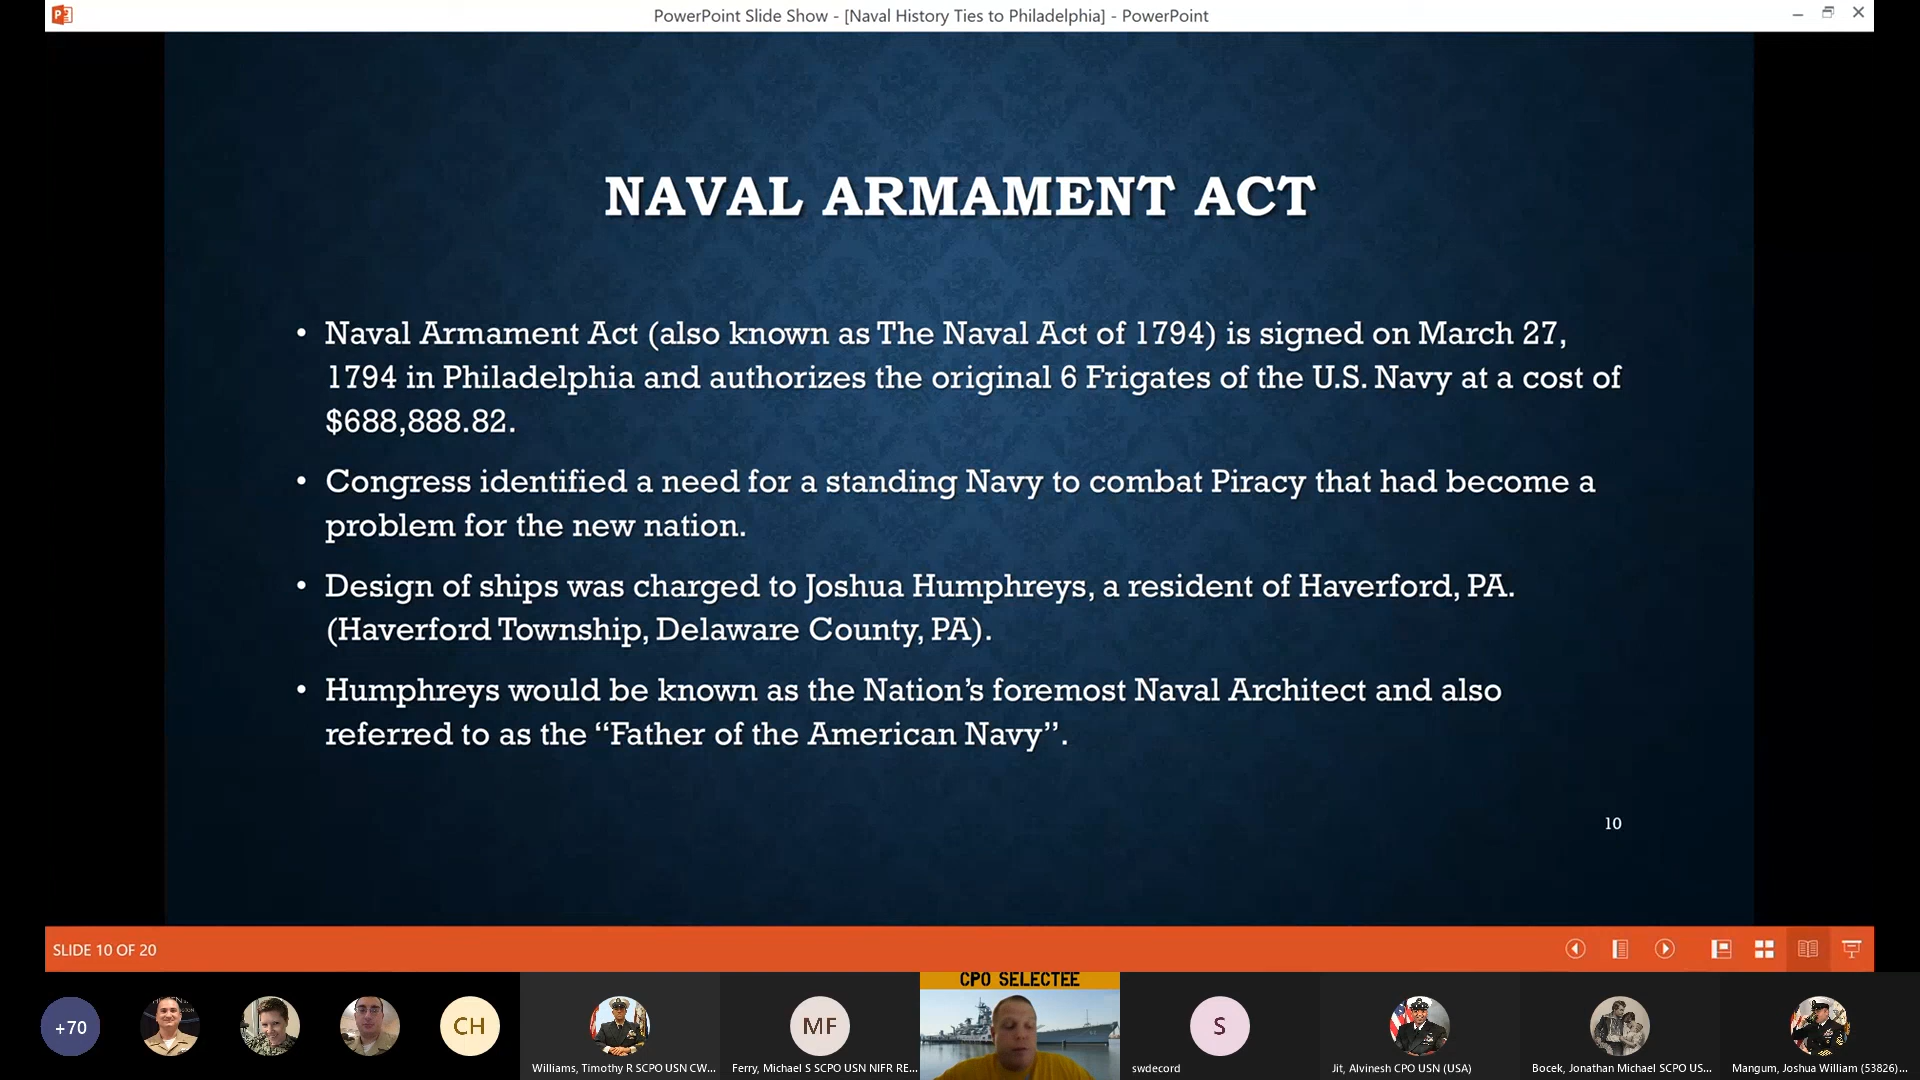 PowerPoint Slide Show - [Naval History Ties to Philadelphia] - PowerPoint
NAVAL ARMAMENT ACT
• Naval Armament Act (also known as The Naval Act of 1794) is signed on March 27,
1794 in Philadelphia and authorizes the original 6 Frigates of the U.S. Navy at a cost of
$688,888.82.
• Congress identified a need for a standing Navy to combat Piracy that had become a
problem for the new nation.
• Design of ships was charged to Joshua Humphreys, a resident of Haverford, PA.
(Haverford Township, Delaware County, PA).
• Humphreys would be known as the Nation’s foremost Naval Architect and also
referred to as the “Father of the American Navy”.
10
SLIDE 10 OF 20
CPO SELECTEE
+70
CH
MF
S
Williams, Timothy R SCPO USN CW...
Ferry, Michael S SCPO USN NIFR RE...
swdecord
Jit, Alvinesh CPO USN (USA)
Bocek, Jonathan Michael SCPO US...
Mangum, Joshua William (53826)...